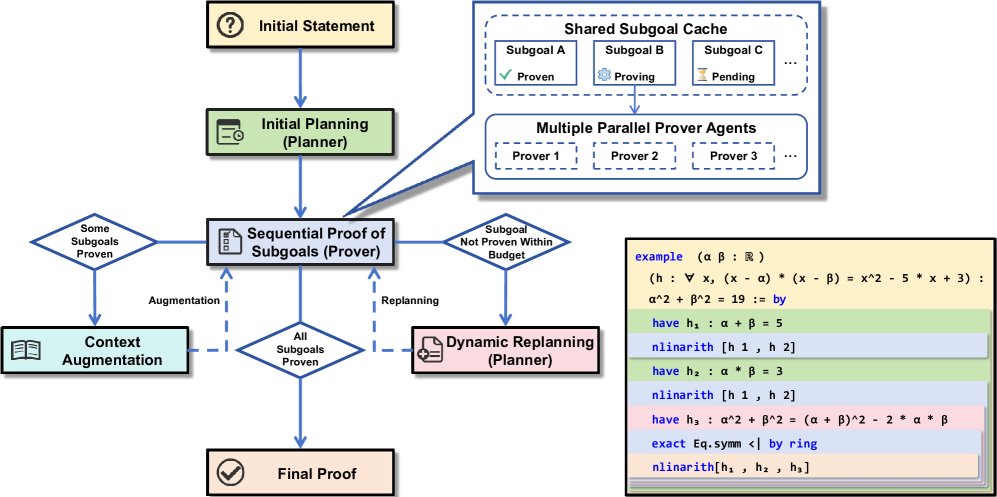 Initial Statement
Initial Planning
(Planner)
Sequential Proof of
Subgoals (Prover)
Some
Subgoals
Proven
Subgoal
Not Proven Within
Budget
Augmentation
Replanning
Context
Augmentation
All
Subgoals
Proven
Dynamic Replanning
(Planner)
Final Proof
Shared Subgoal Cache
Subgoal A
Proven
Subgoal B
Proving
Subgoal C
Pending
...
Multiple Parallel Prover Agents
Prover 1
Prover 2
Prover 3
...
example (α β : ℝ )
(h : ∀ x, (x - α) * (x - β) = x^2 - 5 * x + 3) :
α^2 + β^2 = 19 := by
have h₁ : α + β = 5
nlinarith [h 1 , h 2]
have h₂ : α * β = 3
nlinarith [h 1 , h 2]
have h₃ : α^2 + β^2 = (α + β)^2 - 2 * α * β
exact Eq.symm <| by ring
nlinarith[h₁ , h₂ , h₃]